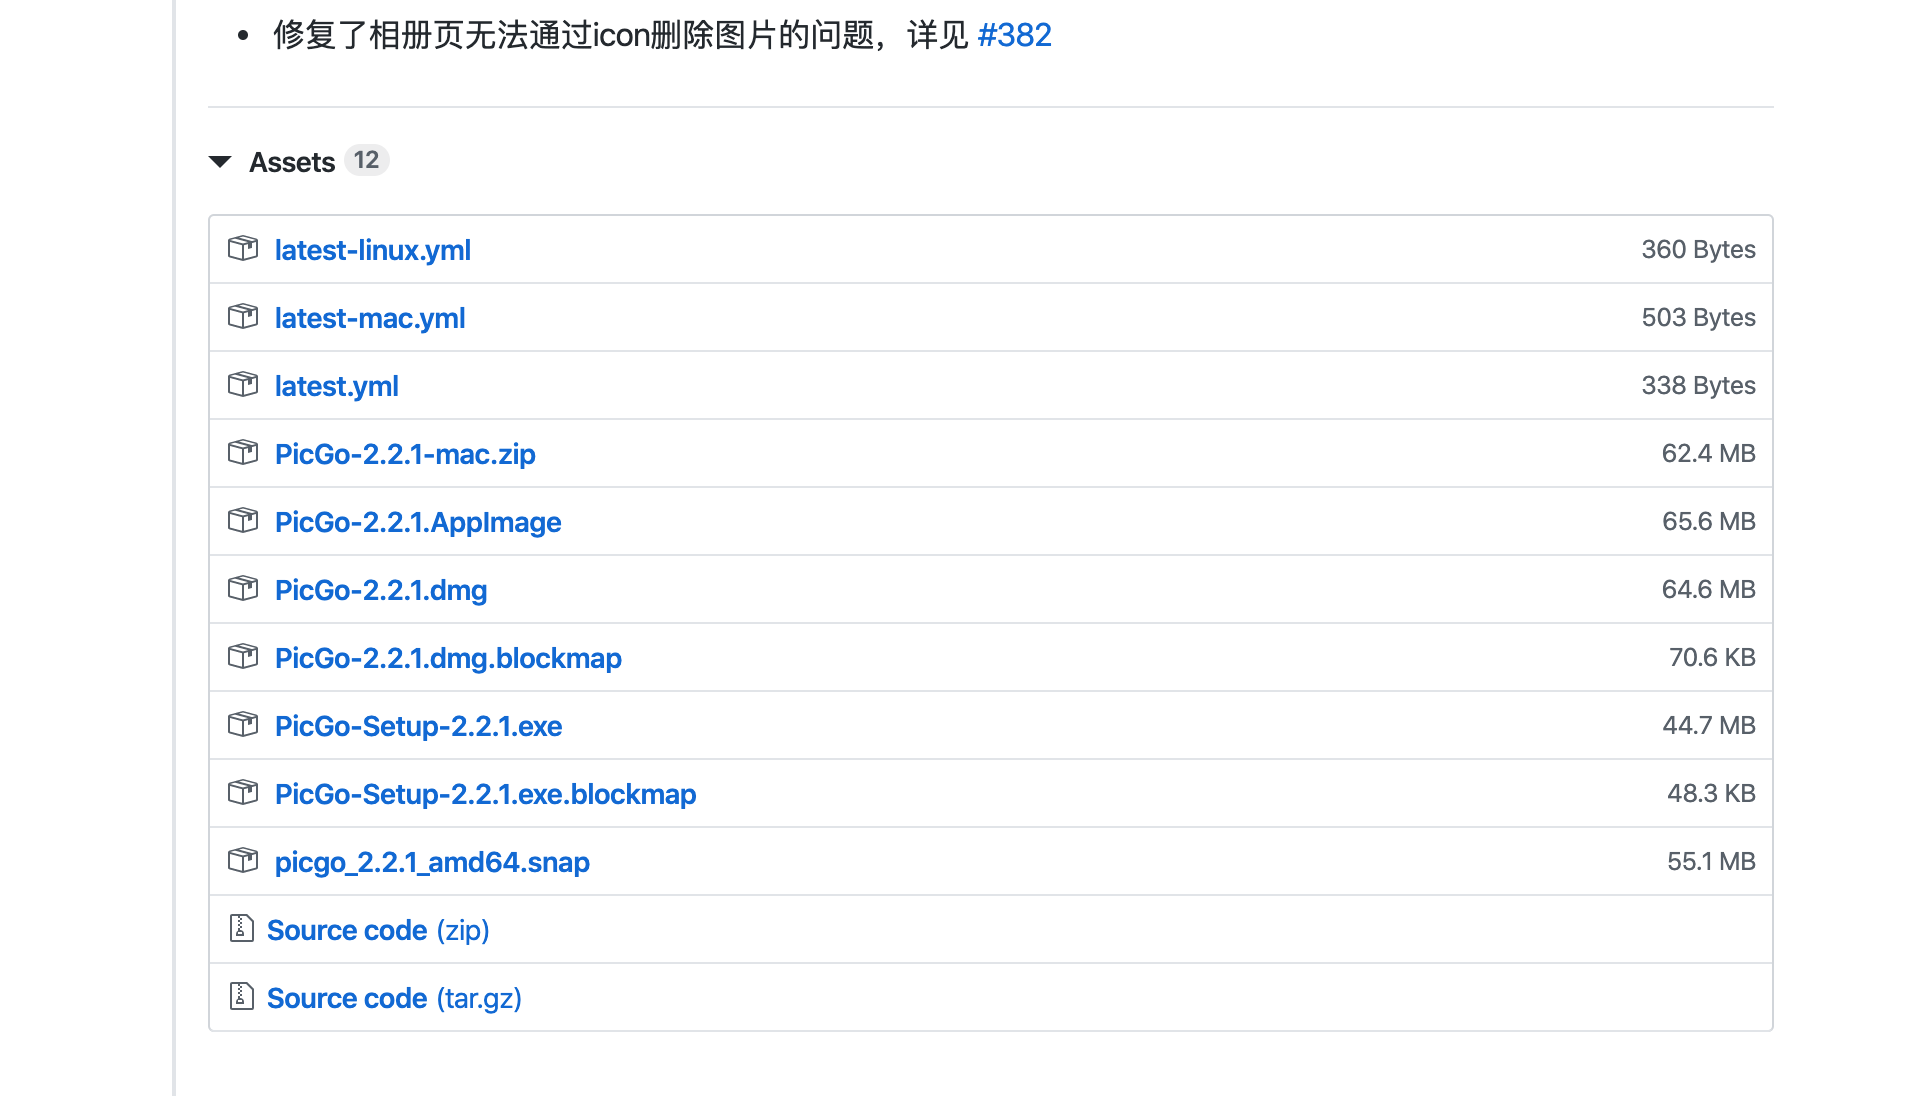 修复了相册页无法通过icon删除图片的问题，详见 #382
Assets 12
latest-linux.yml 360 Bytes
latest-mac.yml 503 Bytes
latest.yml 338 Bytes
PicGo-2.2.1-mac.zip 62.4 MB
PicGo-2.2.1.AppImage 65.6 MB
PicGo-2.2.1.dmg 64.6 MB
PicGo-2.2.1.dmg.blockmap 70.6 KB
PicGo-Setup-2.2.1.exe 44.7 MB
PicGo-Setup-2.2.1.exe.blockmap 48.3 KB
picgo_2.2.1_amd64.snap 55.1 MB
Source code (zip)
Source code (tar.gz)